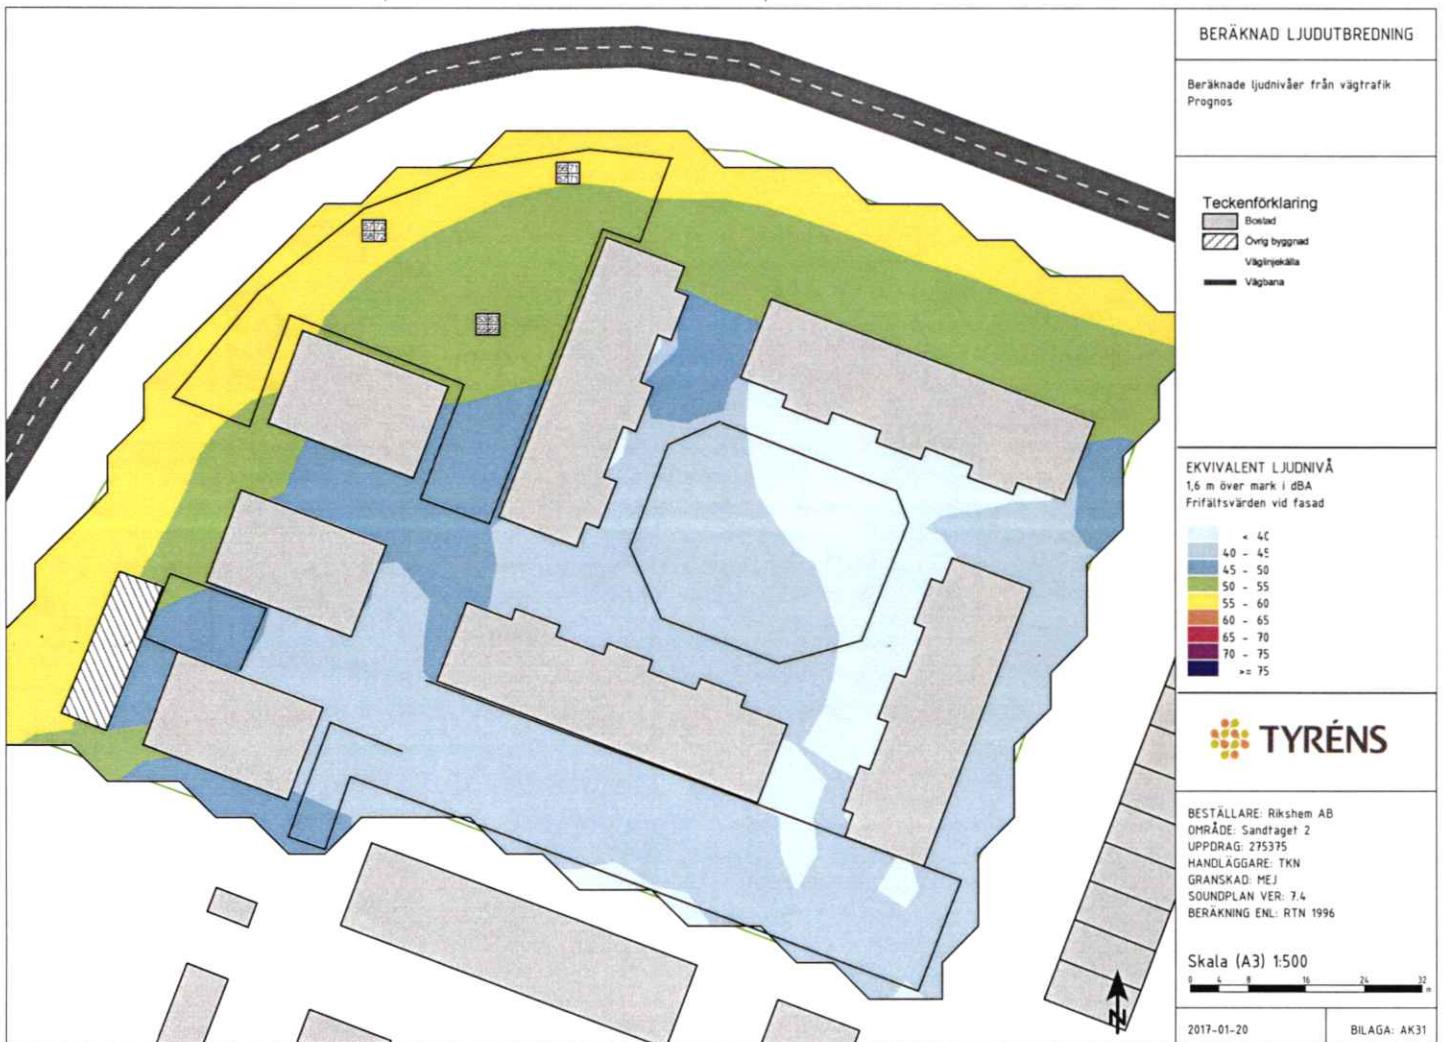 BERÄKNAD LJUDUTBREDNING
Beräknade ljudnivåer från vägtrafik
Prognos
Teckenförklaring
Bostad
Övrig byggnad
Väglinjekälla
Vägbana
EKVIVALENT LJUDNIVÅ
1,6 m över mark i dBA
Frifältsvärden vid fasad
< 40
40 - 45
45 - 50
50 - 55
55 - 60
60 - 65
65 - 70
70 - 75
>= 75
TYRÉNS
BESTÄLLARE: Rikshem AB
OMRÅDE: Sandtaget 2
UPPDRAG: 275375
HANDLÄGGARE: TKN
GRANSKAD: MEJ
SOUNDPLAN VER: 7.4
BERÄKNING ENL: RTN 1996
Skala (A3) 1:500
0 4 8 16 24 32
m
N
2017-01-20
BILAGA: AK31